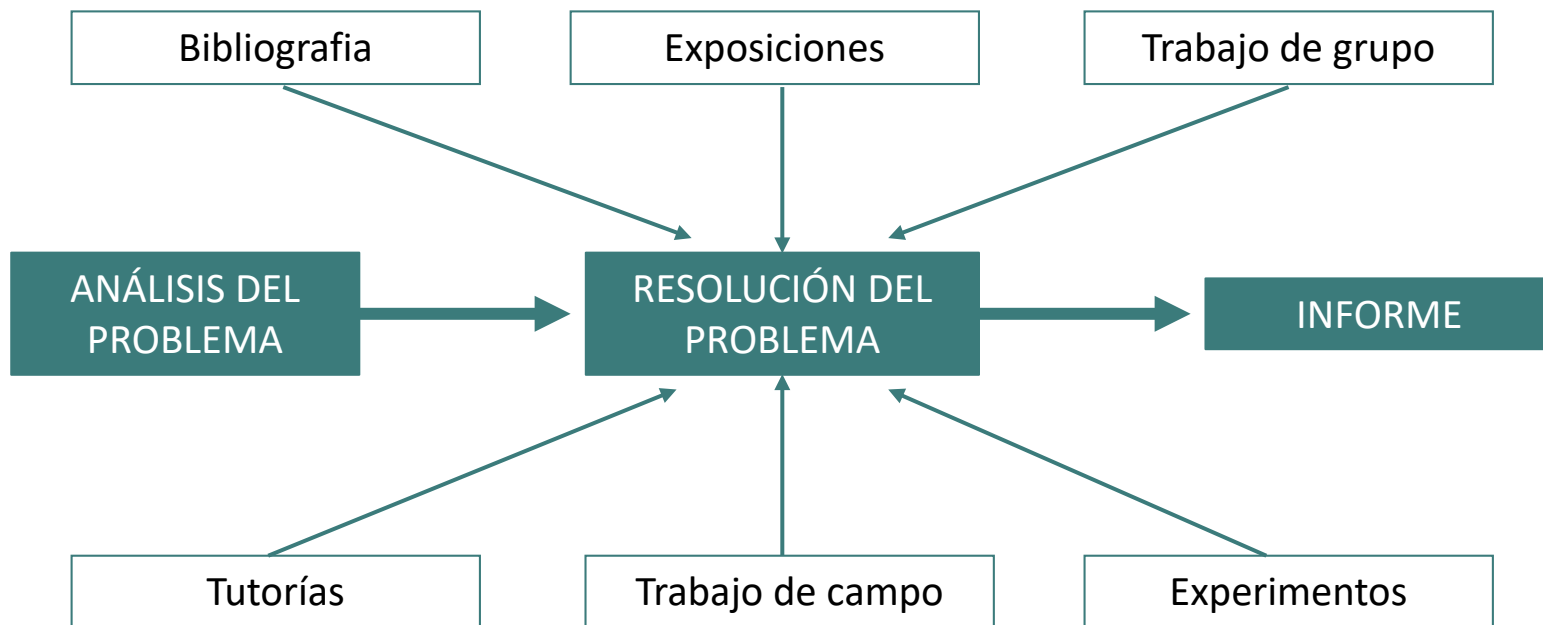 Bibliografia
Exposiciones
Trabajo de grupo
ANÁLISIS DEL
PROBLEMA
RESOLUCIÓN DEL
PROBLEMA
INFORME
Tutorías
Trabajo de campo
Experimentos